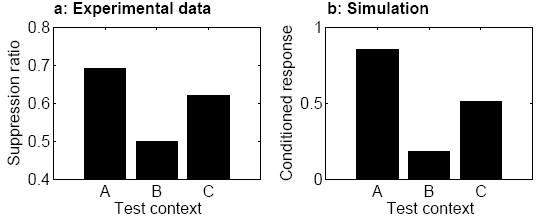 a: Experimental data
0.8
0.7
0.6
0.5
0.4
Suppression ratio
A B C
Test context
b: Simulation
1
0.5
0
Conditioned response
A B C
Test context